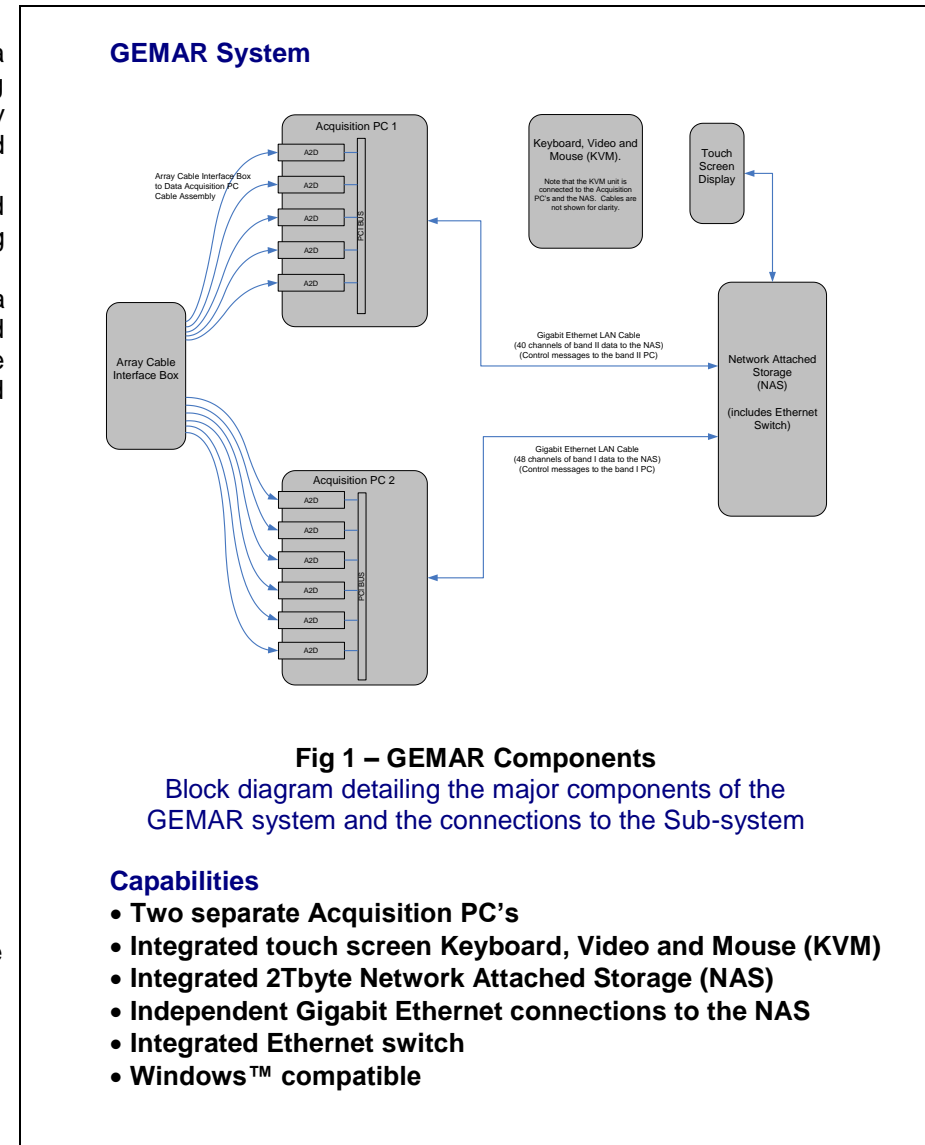 GEMAR System
Acquisition PC 1
A2D
A2D
A2D
A2D
A2D
PCI BUS
Array Cable Interface Box
to Data Acquisition PC
Cable Assembly
Keyboard, Video and
Mouse (KVM).
Note that the KVM unit is
connected to the Acquisition
PC's and the NAS. Cables are
not shown for clarity.
Touch
Screen
Display
Array Cable
Interface Box
Gigabit Ethernet LAN Cable
(40 channels of band II data to the NAS)
(Control messages to the band II PC)
Network Attached
Storage
(NAS)
(includes Ethernet
Switch)
Gigabit Ethernet LAN Cable
(48 channels of band I data to the NAS)
(Control messages to the band I PC)
Acquisition PC 2
A2D
A2D
A2D
A2D
A2D
A2D
PCI BUS
Fig 1 – GEMAR Components
Block diagram detailing the major components of the
GEMAR system and the connections to the Sub-system
Capabilities
• Two separate Acquisition PC's
• Integrated touch screen Keyboard, Video and Mouse (KVM)
• Integrated 2Tbyte Network Attached Storage (NAS)
• Independent Gigabit Ethernet connections to the NAS
• Integrated Ethernet switch
• Windows™ compatible